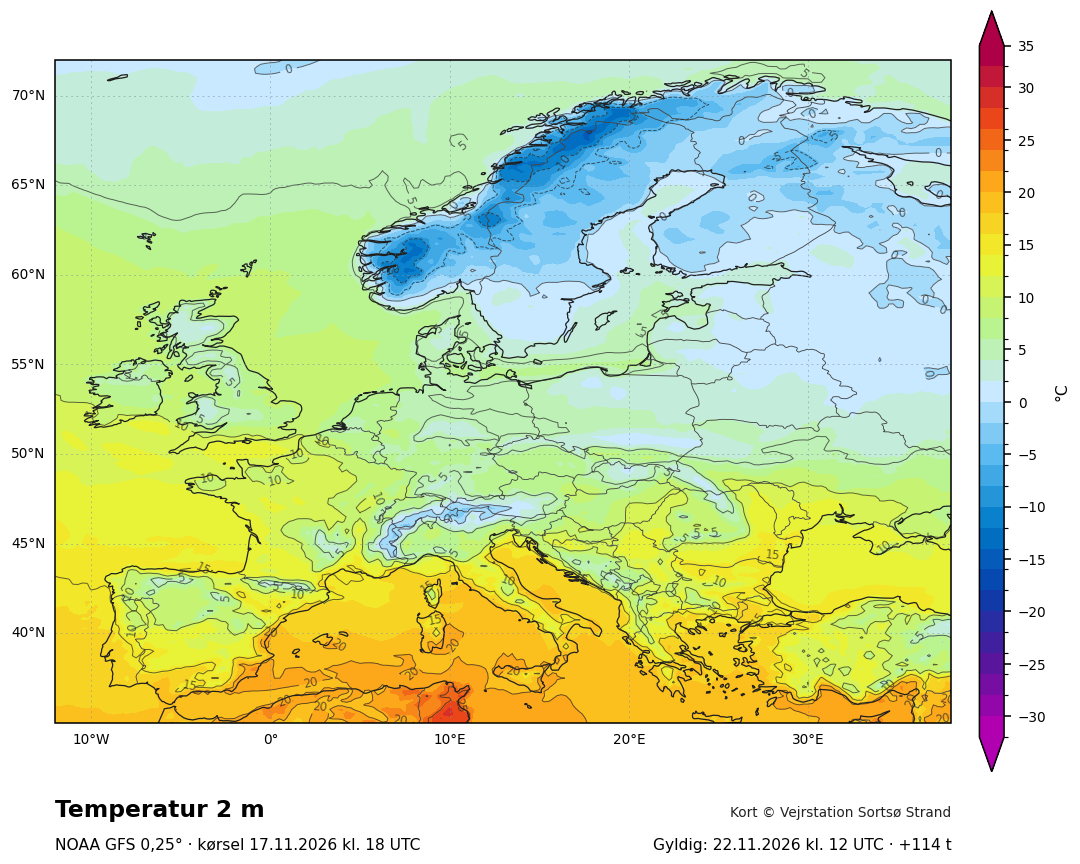 70°N
65°N
60°N
55°N
50°N
45°N
40°N
10°W
0°
10°E
20°E
30°E
35
30
25
20
15
10
5
0
−5
−10
−15
−20
−25
−30
°C
Temperatur 2 m
Kort © Vejrstation Sortsø Strand
NOAA GFS 0,25° · kørsel 17.11.2026 kl. 18 UTC
Gyldig: 22.11.2026 kl. 12 UTC · +114 t